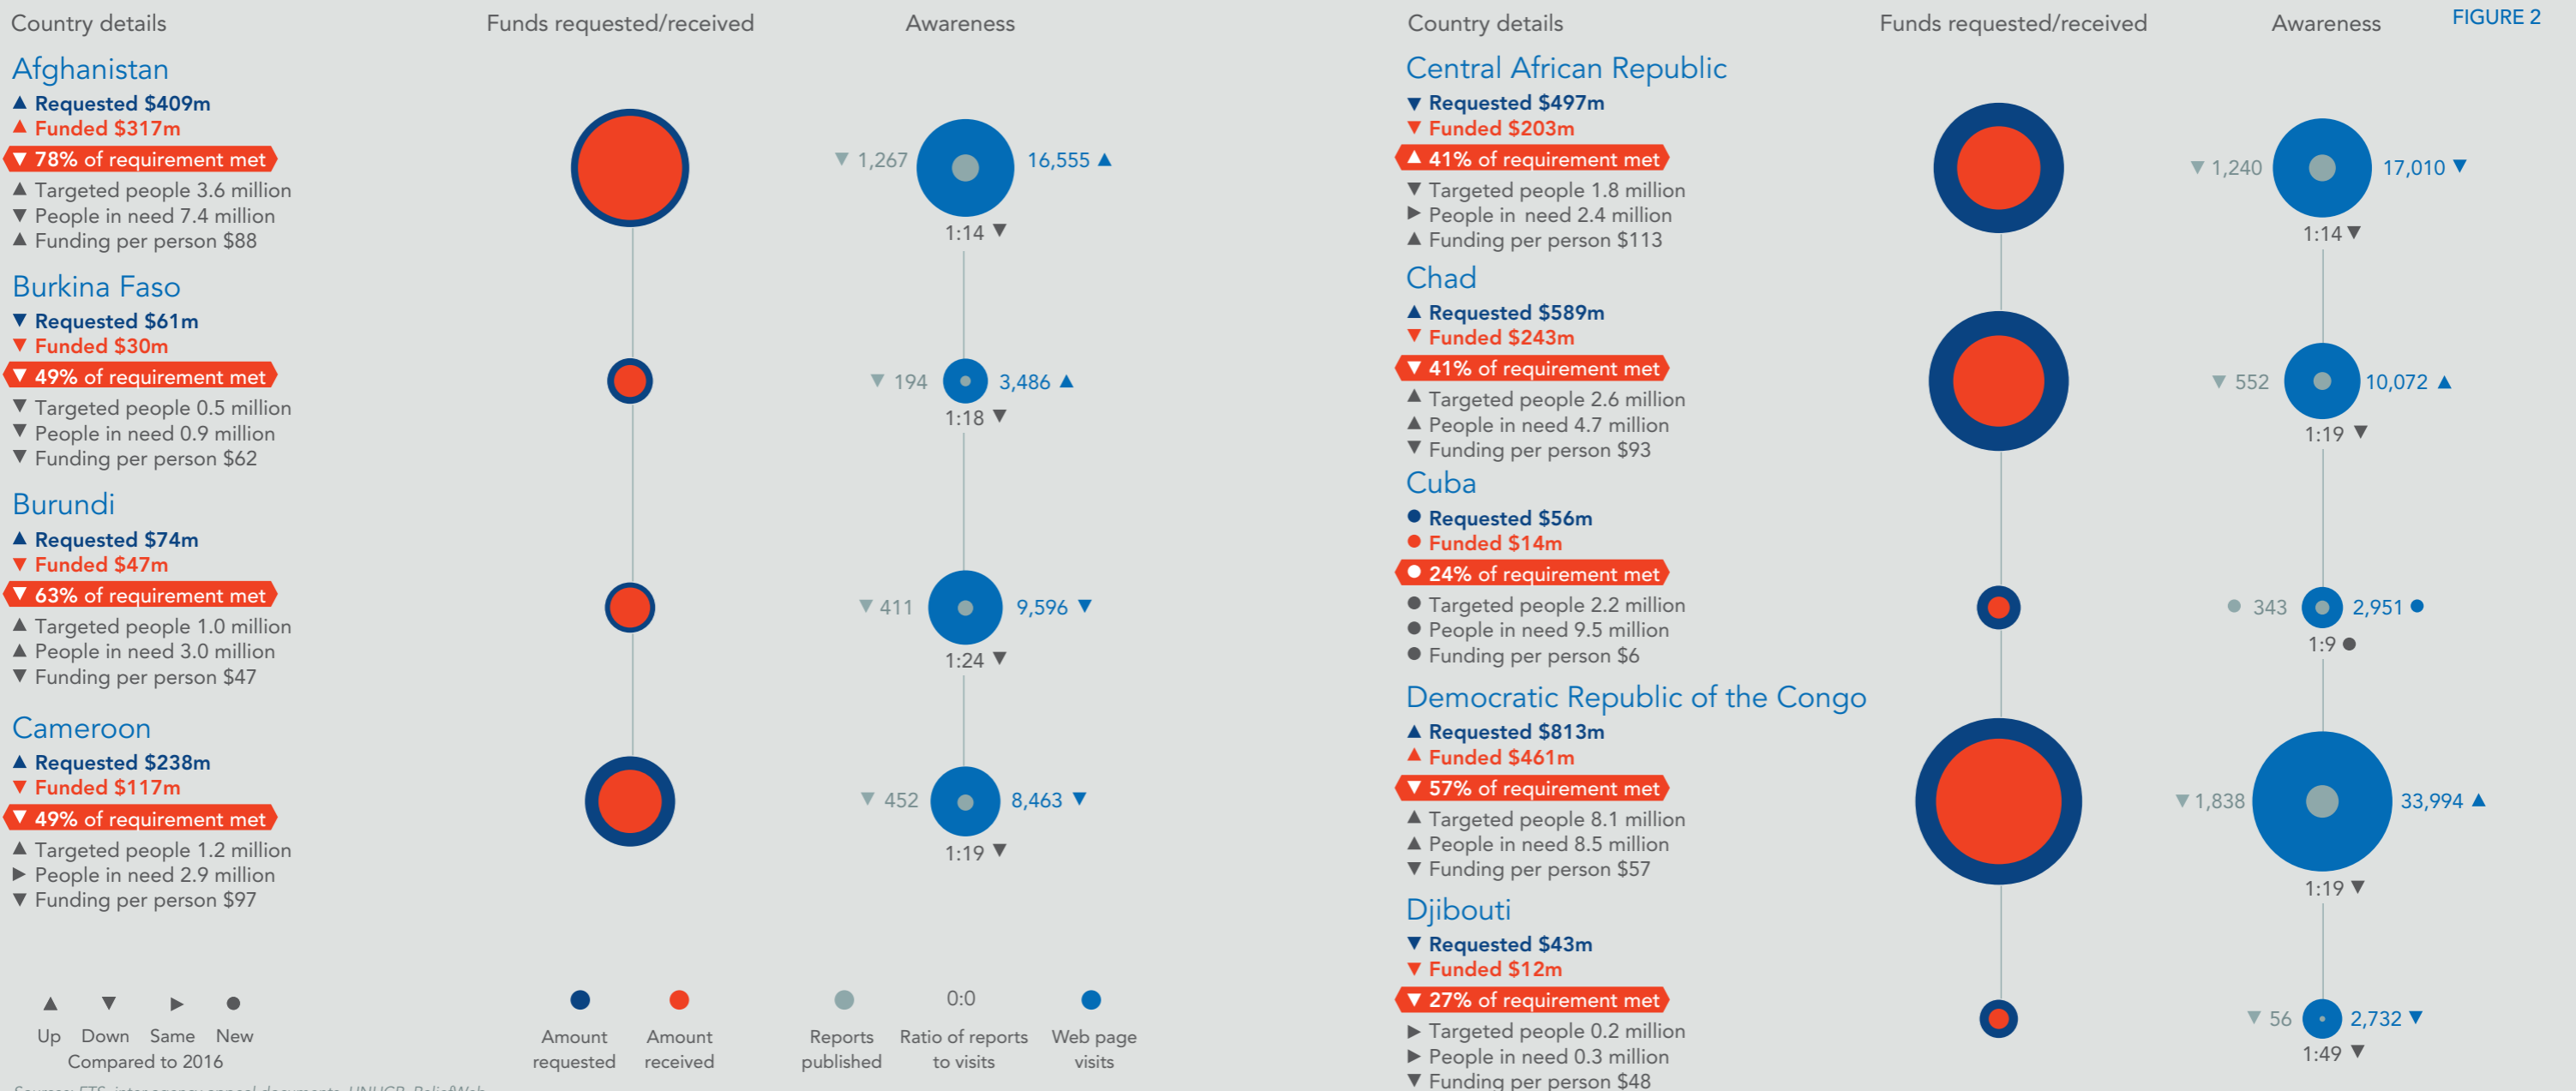 Country details
Funds requested/received
Awareness
Afghanistan
▲ Requested $409m
▲ Funded $317m
▼ 78% of requirement met
▲ Targeted people 3.6 million
▼ People in need 7.4 million
▲ Funding per person $88
▼ 1,267
16,555 ▲
1:14 ▼
Burkina Faso
▼ Requested $61m
▼ Funded $30m
▼ 49% of requirement met
▼ Targeted people 0.5 million
▼ People in need 0.9 million
▼ Funding per person $62
▼ 194
3,486 ▲
1:18 ▼
Burundi
▲ Requested $74m
▼ Funded $47m
▼ 63% of requirement met
▲ Targeted people 1.0 million
▲ People in need 3.0 million
▼ Funding per person $47
▼ 411
9,596 ▼
1:24 ▼
Cameroon
▲ Requested $238m
▼ Funded $117m
▼ 49% of requirement met
▲ Targeted people 1.2 million
▶ People in need 2.9 million
▼ Funding per person $97
▼ 452
8,463 ▼
1:19 ▼
▲ ▼ ▶ ●
Up Down Same New
Compared to 2016
Amount requested
Amount received
Reports published
0:0
Ratio of reports to visits
Web page visits
Sources: FTS, inter-agency appeal documents, UNHCR, ReliefWeb
Country details
Funds requested/received
Awareness
FIGURE 2
Central African Republic
▼ Requested $497m
▼ Funded $203m
▲ 41% of requirement met
▼ Targeted people 1.8 million
▶ People in need 2.4 million
▲ Funding per person $113
▼ 1,240
17,010 ▼
1:14 ▼
Chad
▲ Requested $589m
▼ Funded $243m
▼ 41% of requirement met
▲ Targeted people 2.6 million
▲ People in need 4.7 million
▼ Funding per person $93
▼ 552
10,072 ▲
1:19 ▼
Cuba
● Requested $56m
● Funded $14m
● 24% of requirement met
● Targeted people 2.2 million
● People in need 9.5 million
● Funding per person $6
● 343
2,951 ●
1:9 ●
Democratic Republic of the Congo
▲ Requested $813m
▲ Funded $461m
▼ 57% of requirement met
▲ Targeted people 8.1 million
▲ People in need 8.5 million
▼ Funding per person $57
▼ 1,838
33,994 ▲
1:19 ▼
Djibouti
▼ Requested $43m
▼ Funded $12m
▼ 27% of requirement met
▶ Targeted people 0.2 million
▶ People in need 0.3 million
▼ Funding per person $48
▼ 56
2,732 ▼
1:49 ▼